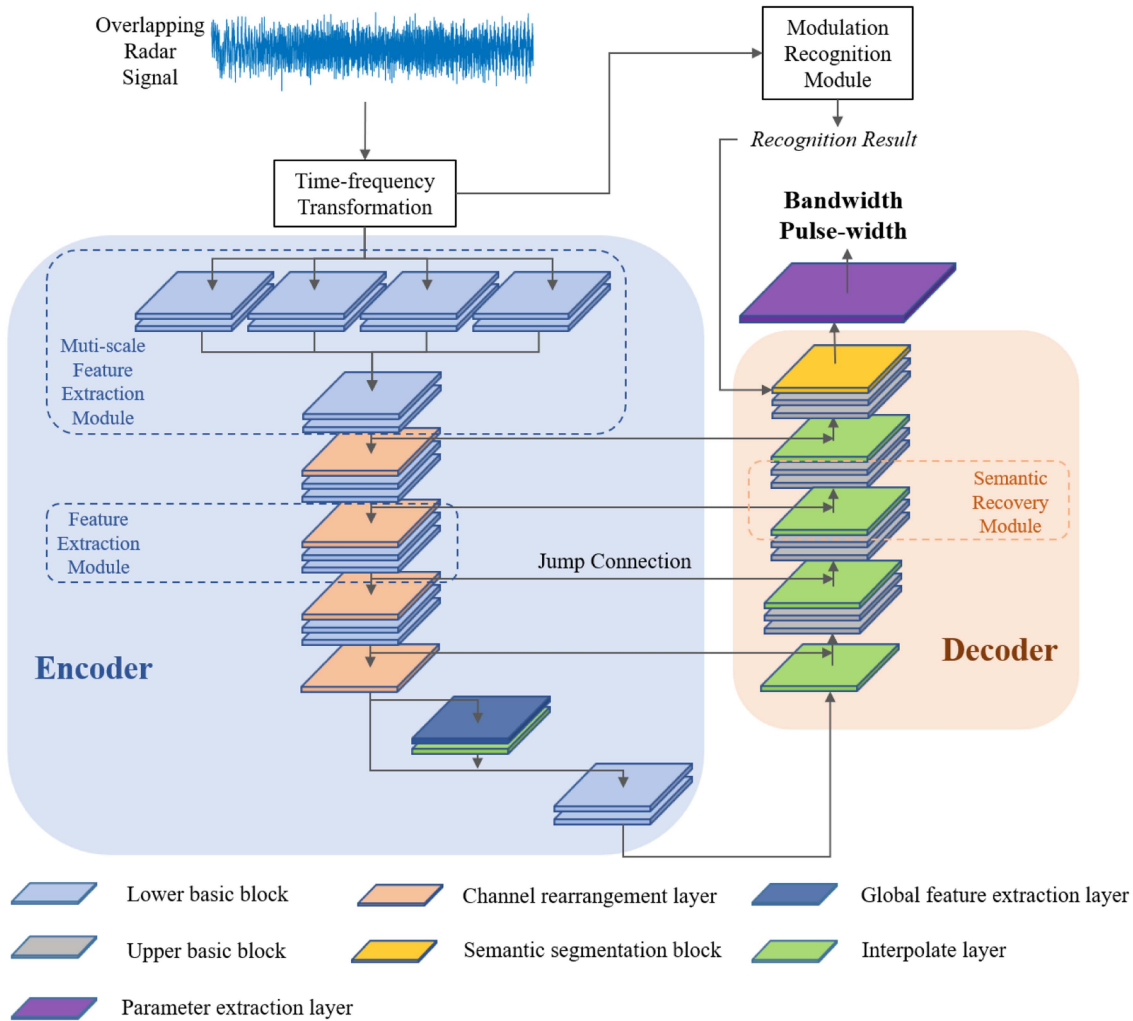 Overlapping
Radar
Signal
Modulation
Recognition
Module
Recognition Result
Time-frequency
Transformation
Bandwidth
Pulse-width
Muti-scale
Feature
Extraction
Module
Feature
Extraction
Module
Semantic
Recovery
Module
Jump Connection
Encoder
Decoder
Lower basic block
Channel rearrangement layer
Global feature extraction layer
Upper basic block
Semantic segmentation block
Interpolate layer
Parameter extraction layer